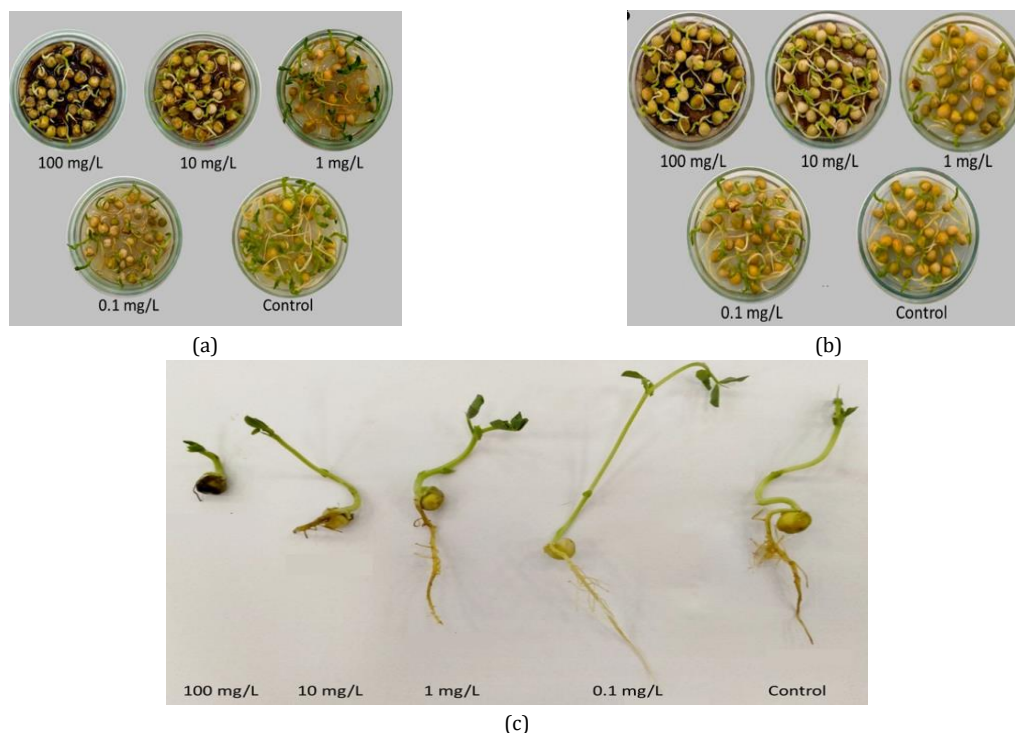 100 mg/L 10 mg/L 1 mg/L
0.1 mg/L Control
(a)
100 mg/L 10 mg/L 1 mg/L
0.1 mg/L Control
(b)
100 mg/L 10 mg/L 1 mg/L 0.1 mg/L Control
(c)